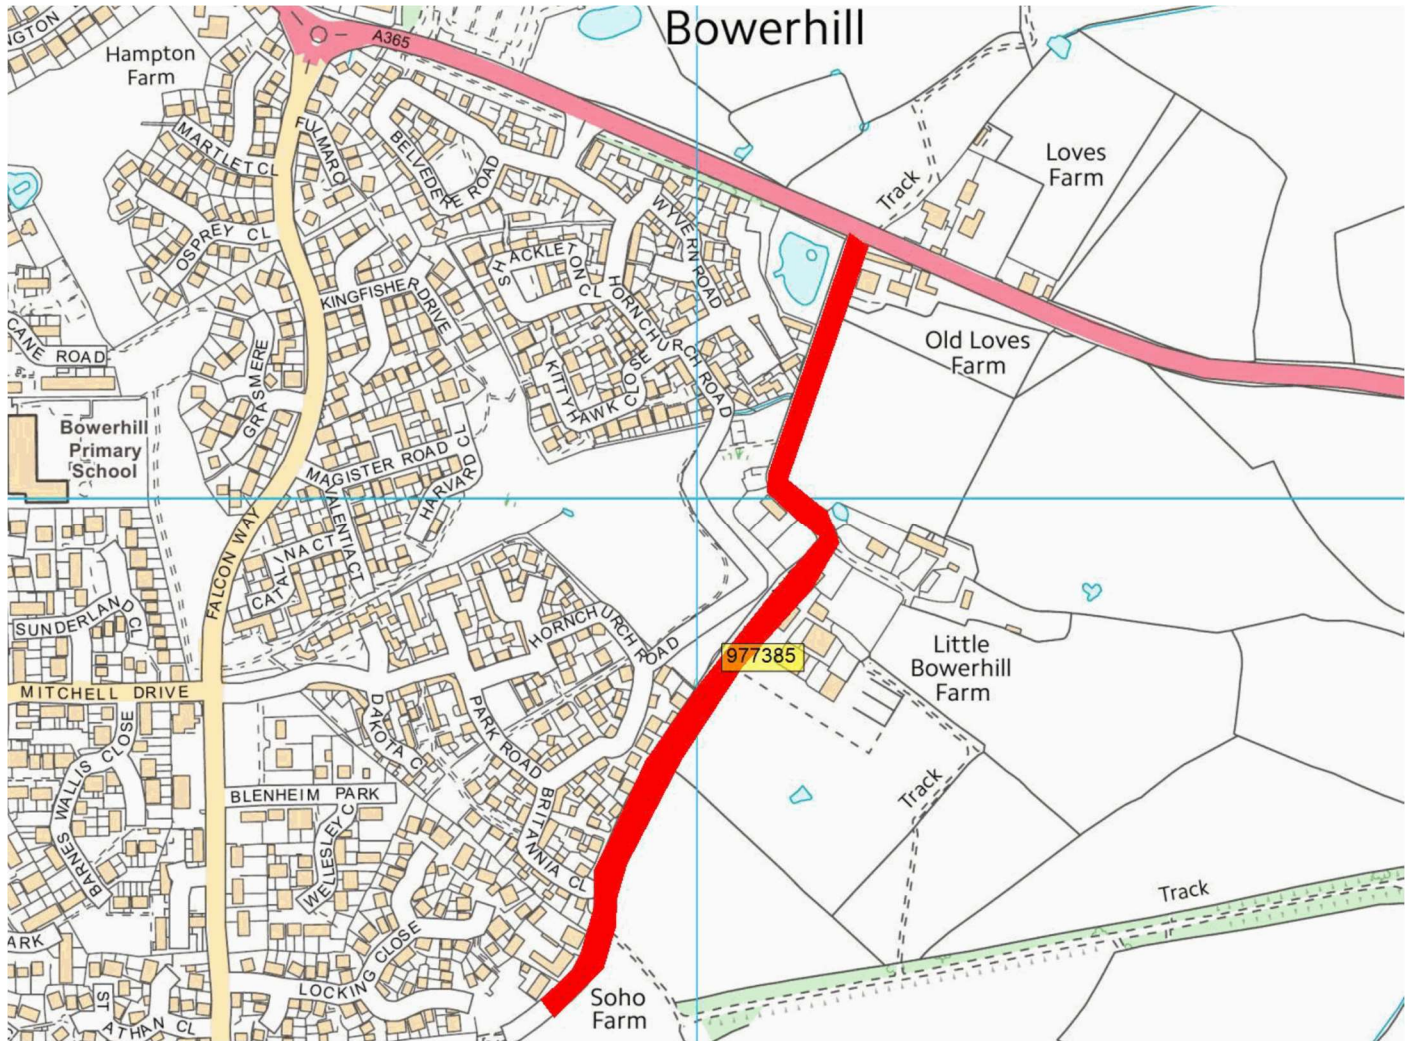 Bowerhill
NGTON
A365
Hampton
Farm
MARTLET CL
FULMAR C
BELVEDERE ROAD
Loves
Farm
Track
WYVERN ROAD
OSPREY CL
SHACKLETON CL
HORNCHURCH ROAD
KINGFISHER DRIVE
CANE ROAD
GRASMERE
Old Loves
Farm
KITTYHAWK CLOSE
Bowerhill
Primary
School
MAGISTER ROAD
HARVARD CL
VALENTIA CT
FALCON WAY
CATALINA CT
SUNDERLAND CL
HORNCHURCH ROAD
977385
Little
Bowerhill
Farm
MITCHELL DRIVE
DAKOTA C
PARK ROAD
BARNES WALLIS CLOSE
BLENHEIM PARK
WELLESLEY C
BRITANNIA CL
Track
Track
ARK
LOCKING CLOSE
ST ATHAN CL
Soho
Farm